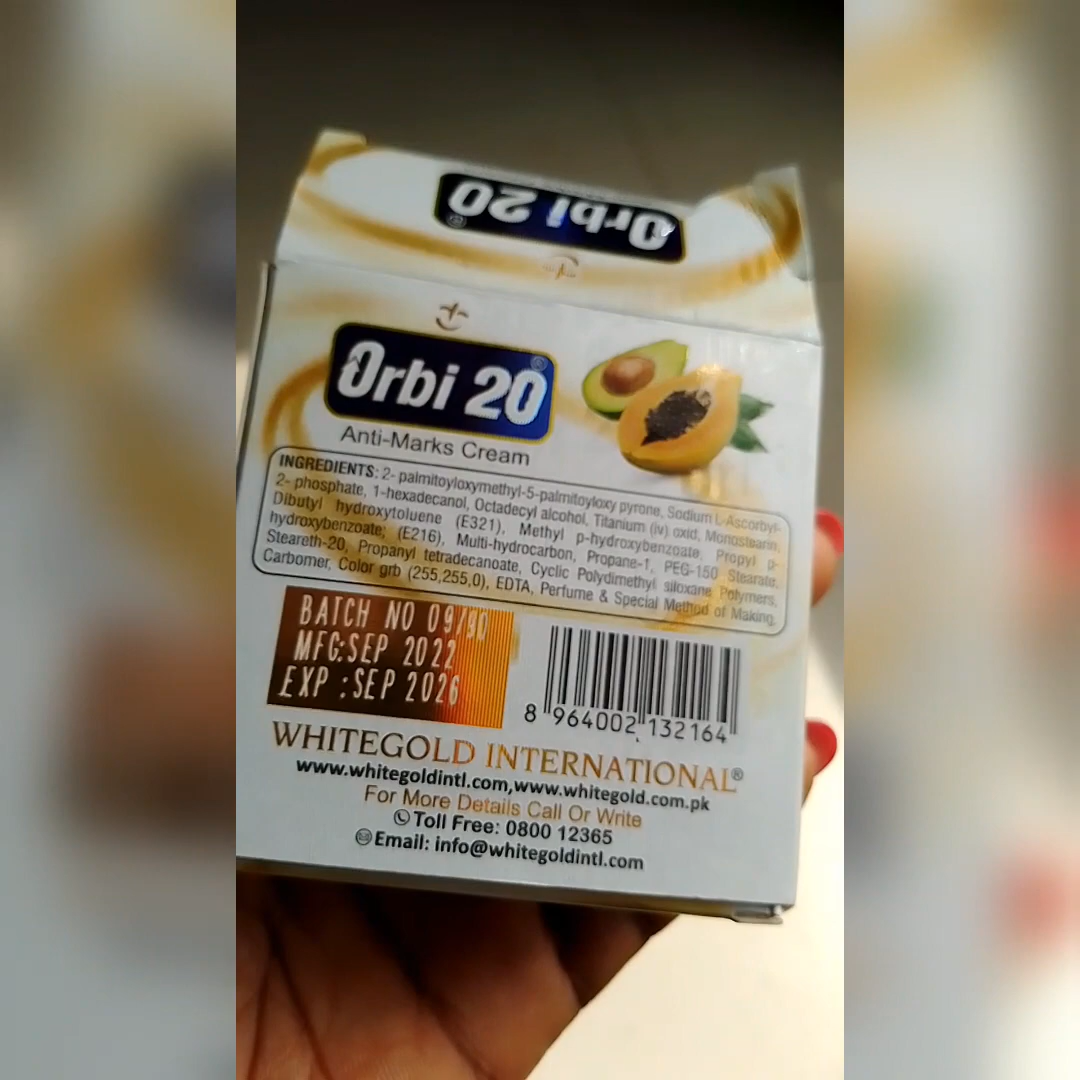 Orbi 20
Orbi 20
Anti-Marks Cream
INGREDIENTS: 2- palmitoyloxymethyl-5-palmitoyloxy pyrone, Sodium L-Ascorbyl-
2- phosphate, 1-hexadecanol, Octadecyl alcohol, Titanium (iv) oxid, Monostearin,
Dibutyl hydroxytoluene (E321), Methyl p-hydroxybenzoate, Propyl p-
hydroxybenzoate; (E216), Multi-hydrocarbon, Propane-1, PEG-150 Stearate,
Steareth-20, Propanyl tetradecanoate, Cyclic Polydimethyl siloxane Polymers,
Carbomer, Color grb (255,255,0), EDTA, Perfume & Special Method of Making.
BATCH NO 09/90
MFG:SEP 2022
EXP :SEP 2026
8 964002 132164
WHITEGOLD INTERNATIONAL®
www.whitegoldintl.com,www.whitegold.com.pk
For More Details Call Or Write
Toll Free: 0800 12365
Email: info@whitegoldintl.com